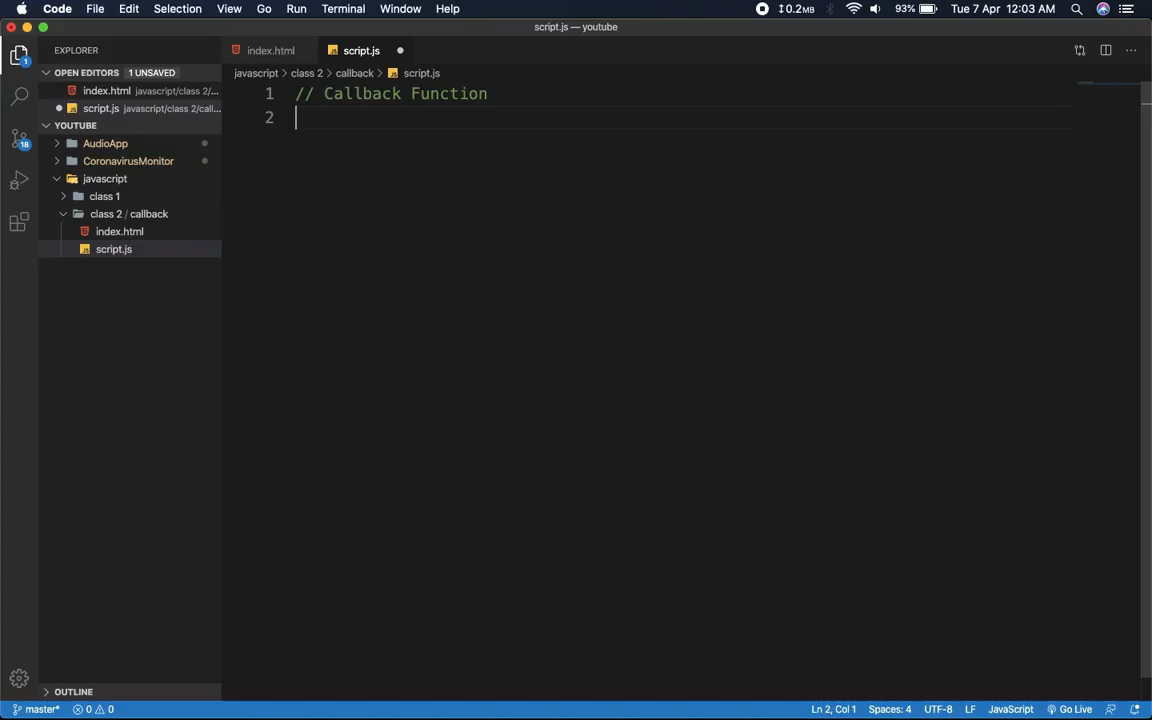 Code File Edit Selection View Go Run Terminal Window Help 0.2MB 93% Tue 7 Apr 12:03 AM
script.js — youtube
EXPLORER
index.html
script.js
OPEN EDITORS 1 UNSAVED
index.html javascript/class 2/...
script.js javascript/class 2/call...
javascript > class 2 > callback > script.js
YOUTUBE
AudioApp
CoronavirusMonitor
javascript
class 1
class 2 / callback
index.html
script.js
1 // Callback Function
2
OUTLINE
master* 0 0 Ln 2, Col 1 Spaces: 4 UTF-8 LF JavaScript Go Live
1
18